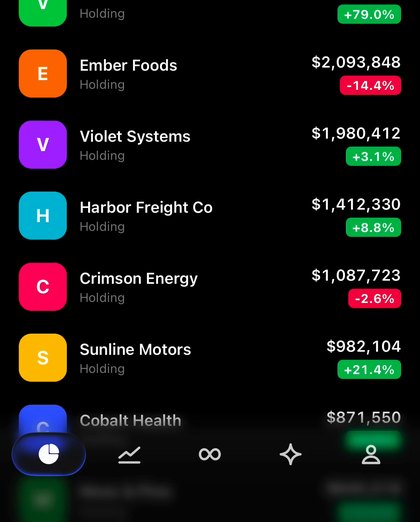 V
+79.0%
Holding
E
Ember Foods
$2,093,848
Holding
-14.4%
V
Violet Systems
$1,980,412
Holding
+3.1%
H
Harbor Freight Co
$1,412,330
Holding
+8.8%
C
Crimson Energy
$1,087,723
Holding
-2.6%
S
Sunline Motors
$982,104
Holding
+21.4%
C
Cobalt Health
$871,550